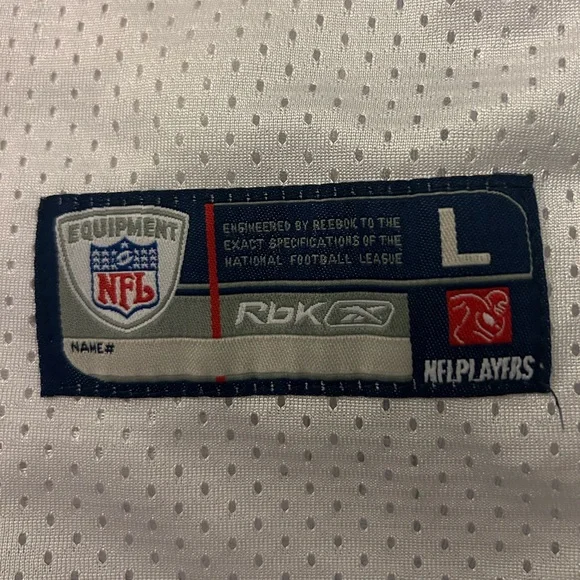 EQUIPMENT
NFL
ENGINEERED BY REEBOK TO THE
EXACT SPECIFICATIONS OF THE
NATIONAL FOOTBALL LEAGUE
L
RbK
NAME#
NFLPLAYERS